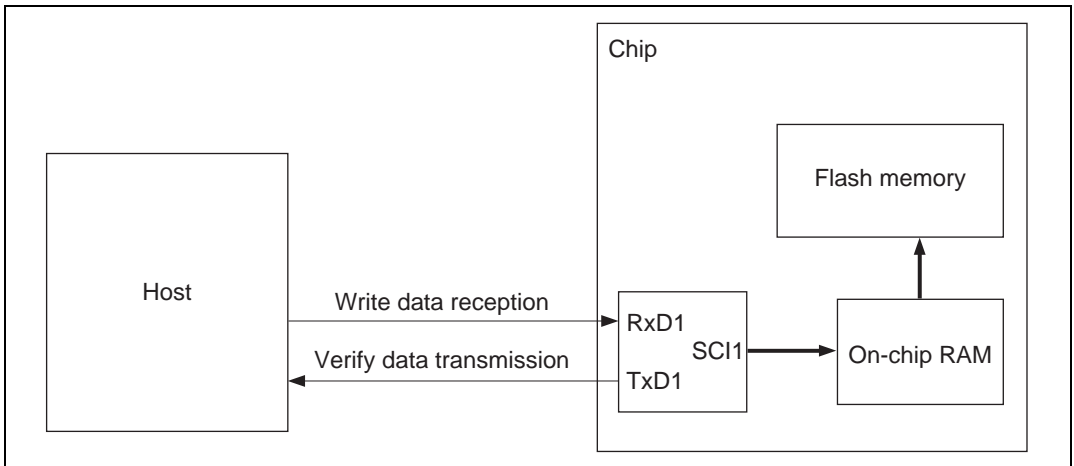 Chip
Flash memory
Host
Write data reception
RxD1
SCI1
On-chip RAM
Verify data transmission
TxD1